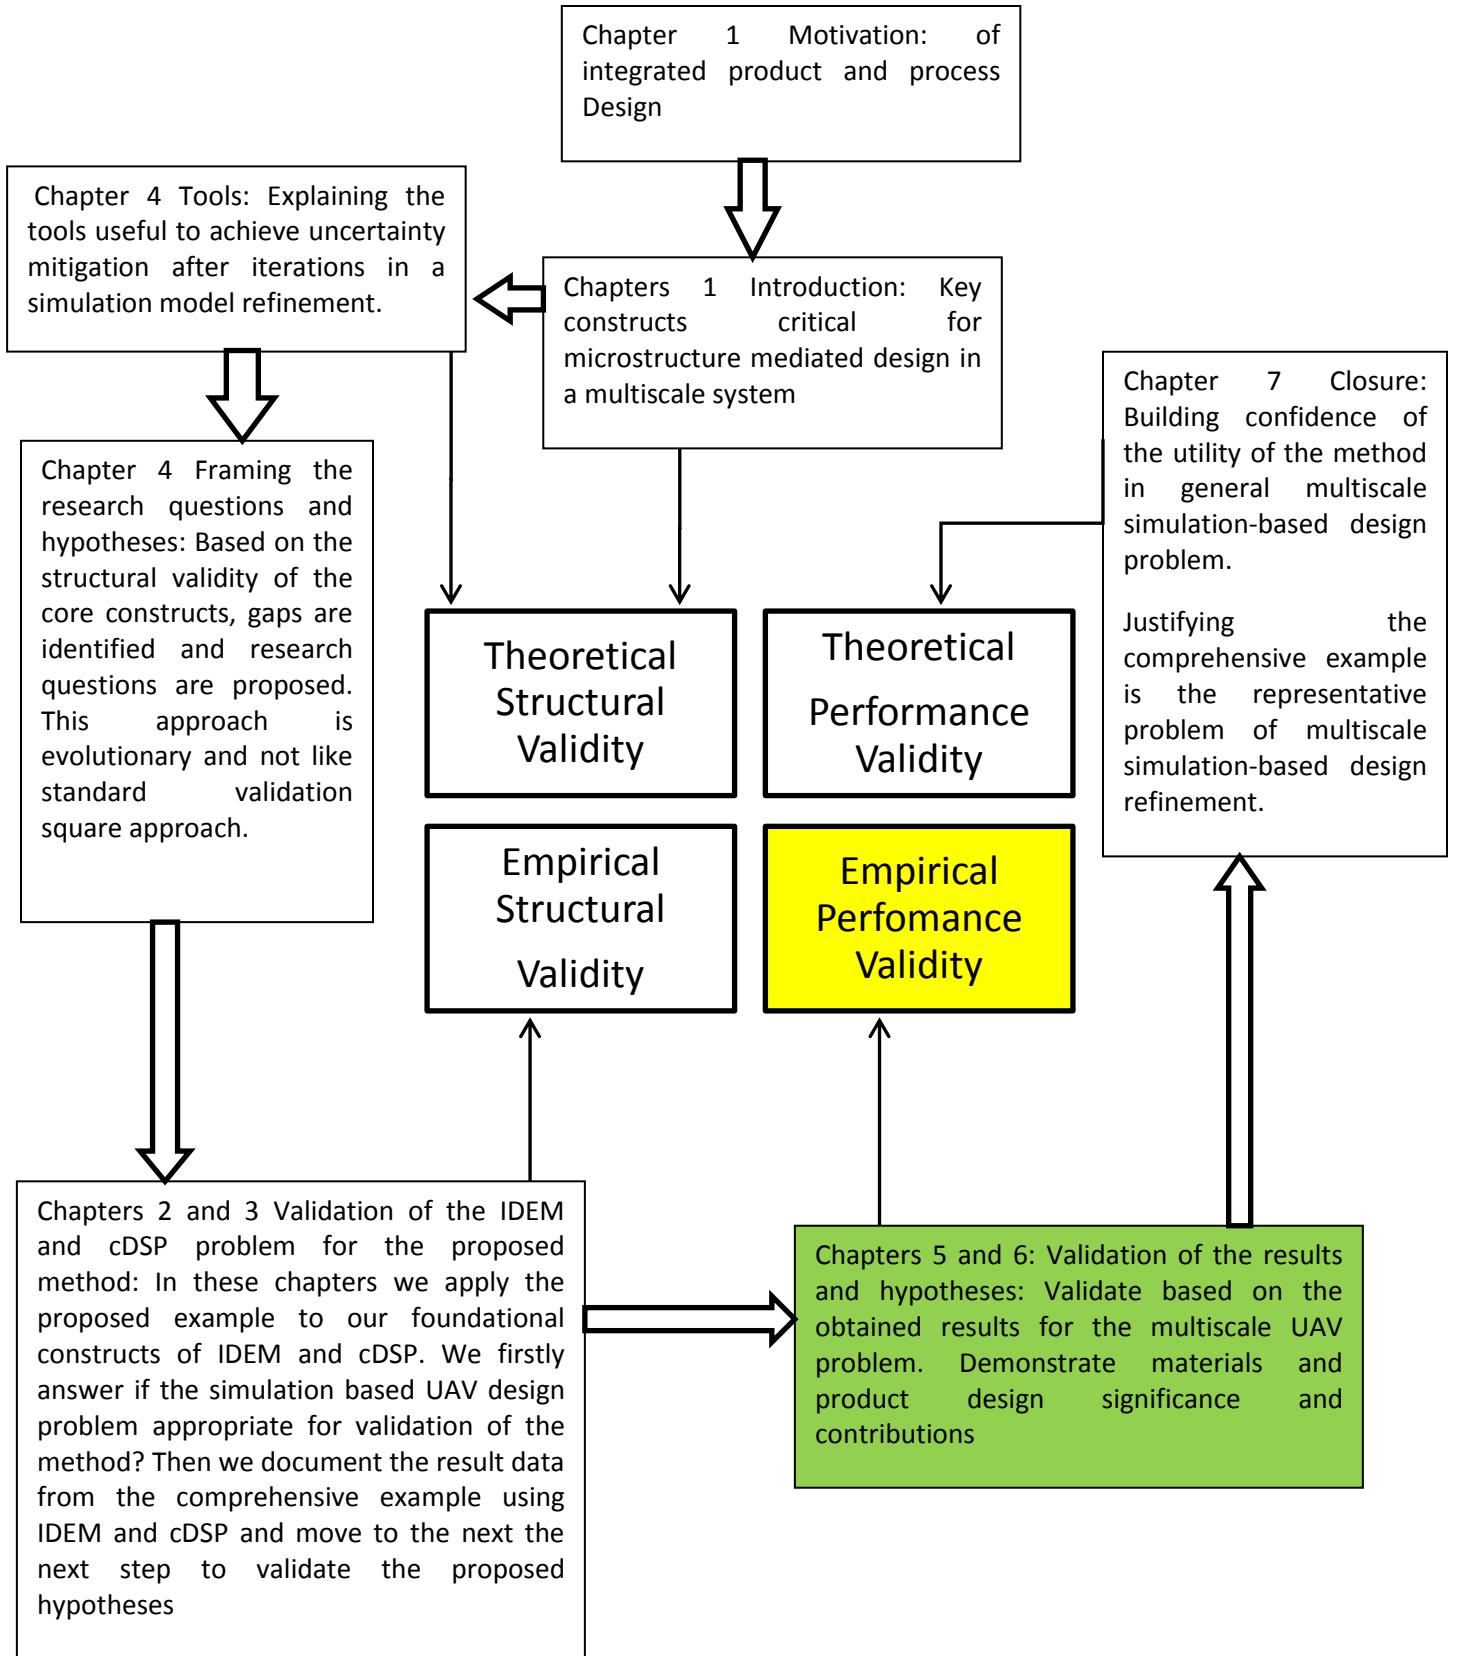 Chapter 1 Motivation: of
integrated product and process
Design
Chapter 4 Tools: Explaining the
tools useful to achieve uncertainty
mitigation after iterations in a
simulation model refinement.
Chapters 1 Introduction: Key
constructs critical for
microstructure mediated design in
a multiscale system
Chapter 7 Closure:
Building confidence of
the utility of the method
in general multiscale
simulation-based design
problem.
Justifying the
comprehensive example
is the representative
problem of multiscale
simulation-based design
refinement.
Chapter 4 Framing the
research questions and
hypotheses: Based on the
structural validity of the
core constructs, gaps are
identified and research
questions are proposed.
This approach is
evolutionary and not like
standard validation
square approach.
Theoretical
Structural
Validity
Theoretical
Performance
Validity
Empirical
Structural
Validity
Empirical
Perfomance
Validity
Chapters 2 and 3 Validation of the IDEM
and cDSP problem for the proposed
method: In these chapters we apply the
proposed example to our foundational
constructs of IDEM and cDSP. We firstly
answer if the simulation based UAV design
problem appropriate for validation of the
method? Then we document the result data
from the comprehensive example using
IDEM and cDSP and move to the next the
next step to validate the proposed
hypotheses
Chapters 5 and 6: Validation of the results
and hypotheses: Validate based on the
obtained results for the multiscale UAV
problem. Demonstrate materials and
product design significance and
contributions